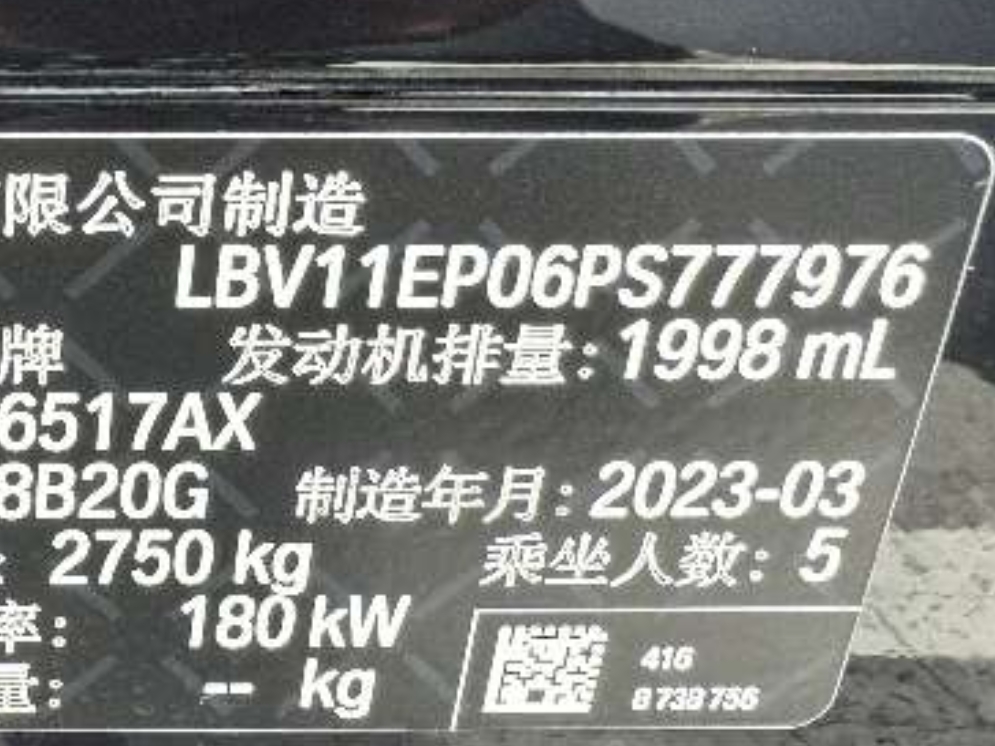 限公司制造
LBV11EP06PS777976
牌 发动机排量: 1998 mL
6517AX
8B20G 制造年月: 2023-03
: 2750 kg 乘坐人数: 5
率: 180 kW
量: -- kg
416
8 738 756